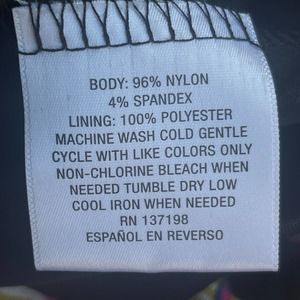 BODY: 96% NYLON
4% SPANDEX
LINING: 100% POLYESTER
MACHINE WASH COLD GENTLE
CYCLE WITH LIKE COLORS ONLY
NON-CHLORINE BLEACH WHEN
NEEDED TUMBLE DRY LOW
COOL IRON WHEN NEEDED
RN 137198
ESPAÑOL EN REVERSO